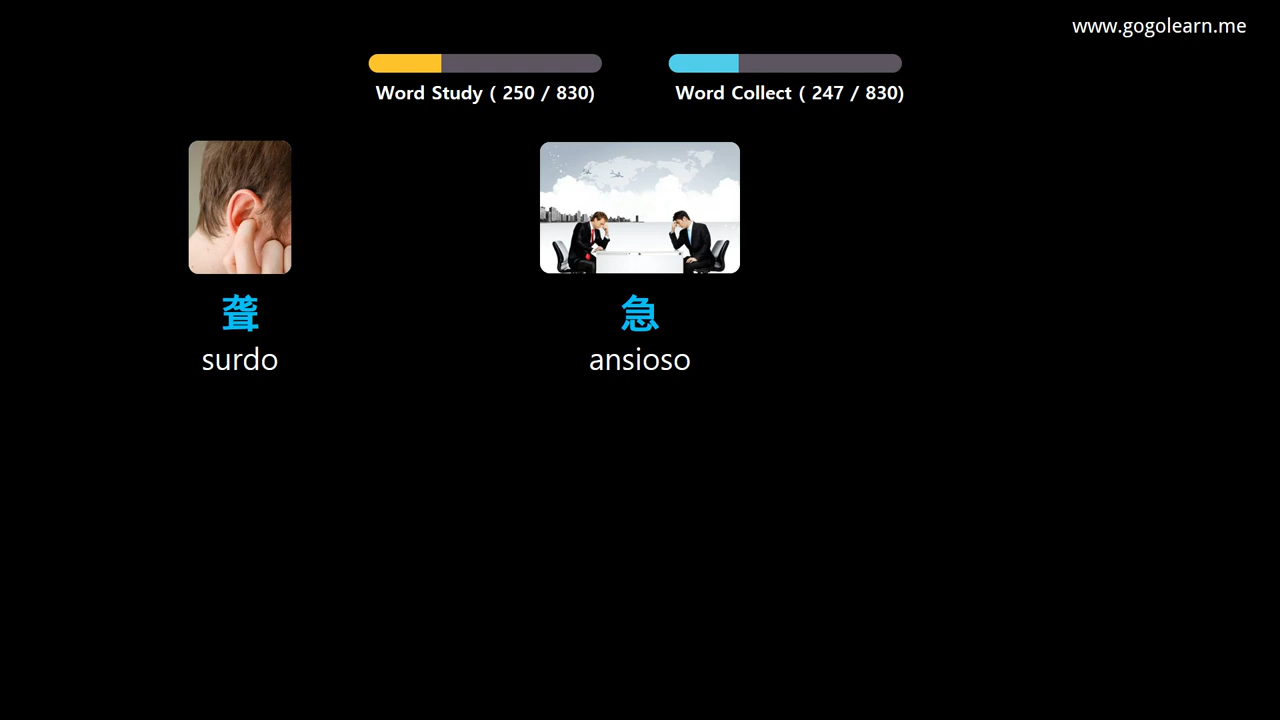 www.gogolearn.me
Word Study ( 250 / 830)
Word Collect ( 247 / 830)
聋
急
surdo
ansioso